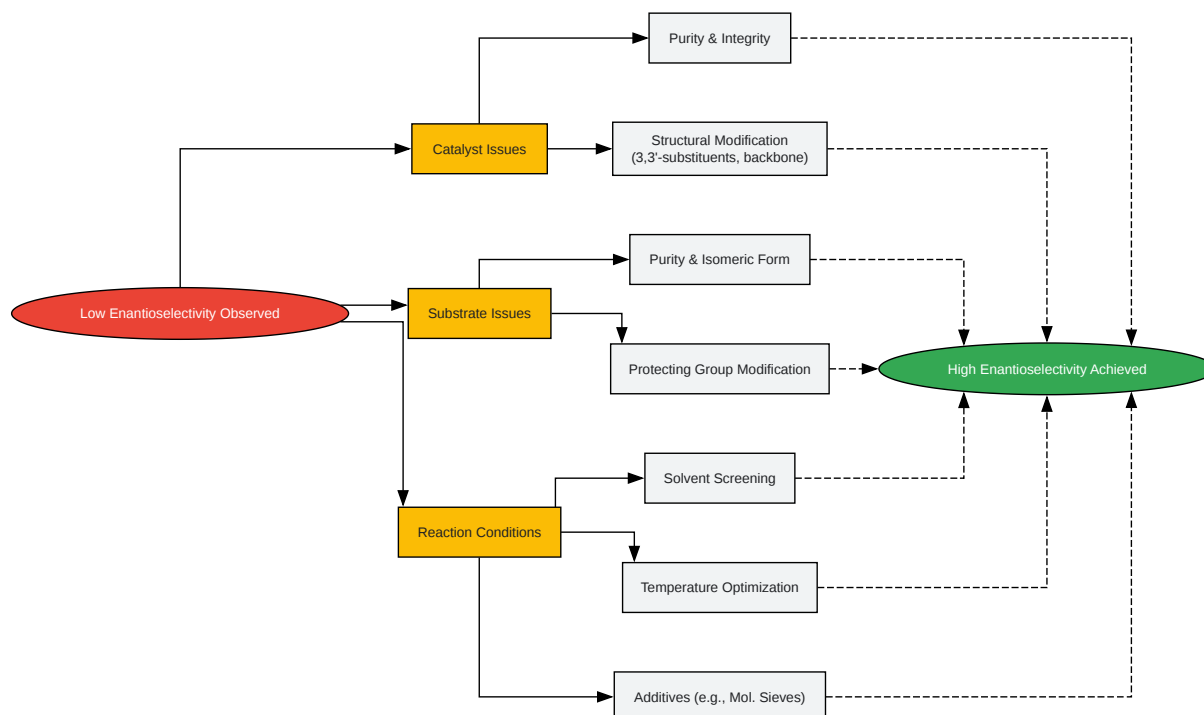 Purity & Integrity
Catalyst Issues
Structural Modification
(3,3'-substituents, backbone)
Purity & Isomeric Form
Low Enantioselectivity Observed
Substrate Issues
Protecting Group Modification
High Enantioselectivity Achieved
Solvent Screening
Reaction Conditions
Temperature Optimization
Additives (e.g., Mol. Sieves)